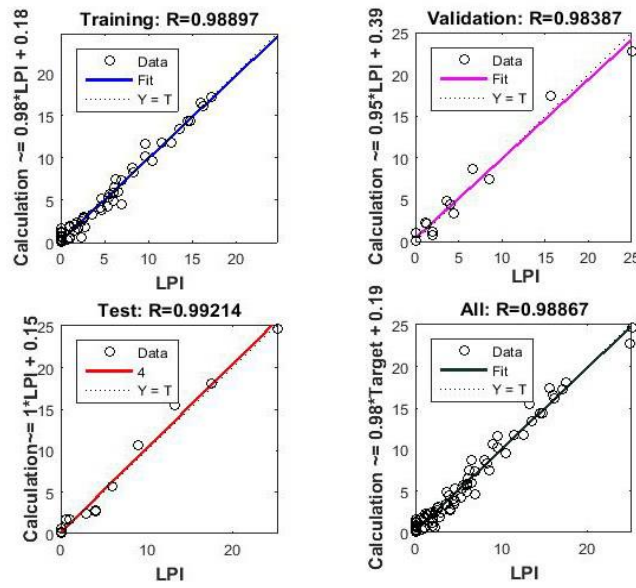 Training: R=0.98897
Calculation ~= 0.98*LPI + 0.18
20
15
10
5
0
Data
Fit
Y = T
0
5
10
15
20
LPI
Validation: R=0.98387
Calculation ~= 0.95*LPI + 0.39
25
20
15
10
5
0
Data
Fit
Y = T
0
5
10
15
20
25
LPI
Test: R=0.99214
Calculation~= 1*LPI + 0.15
25
20
15
10
5
0
Data
4
Y = T
0
10
20
LPI
All: R=0.98867
Calculation ~= 0.98*Target + 0.19
25
20
15
10
5
0
Data
Fit
Y = T
0
10
20
LPI